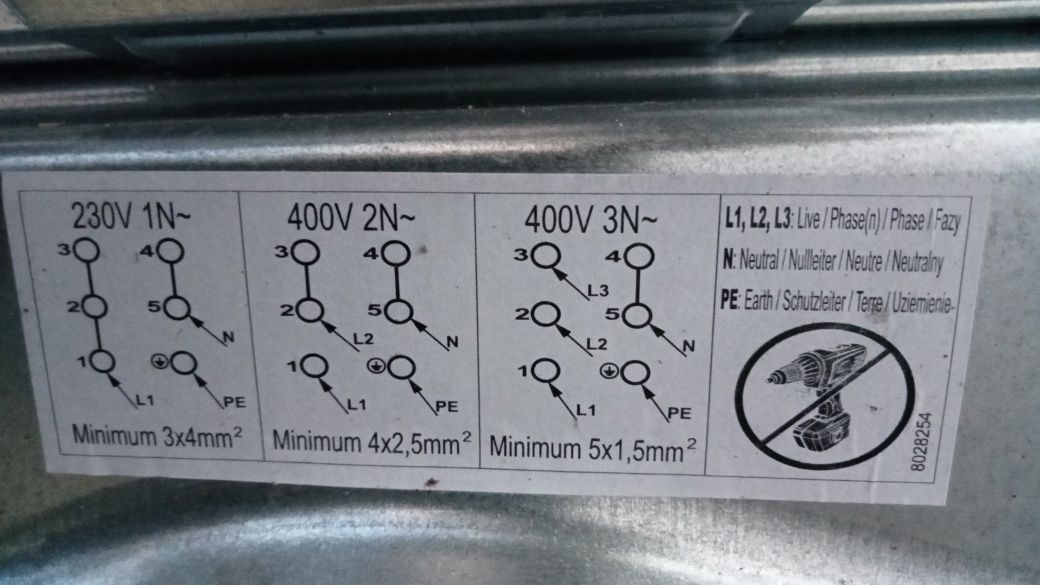 230V 1N~
3 4
2 5
N
1
L1 PE
Minimum 3x4mm²
400V 2N~
3 4
2 5
L2 N
1
L1 PE
Minimum 4x2,5mm²
400V 3N~
3 4
L3
2 5
L2 N
1
L1 PE
Minimum 5x1,5mm²
L1, L2, L3: Live / Phase(n) / Phase / Fazy
N: Neutral / Nullleiter / Neutre / Neutralny
PE: Earth / Schutzleiter / Terre / Uziemienie
8028254